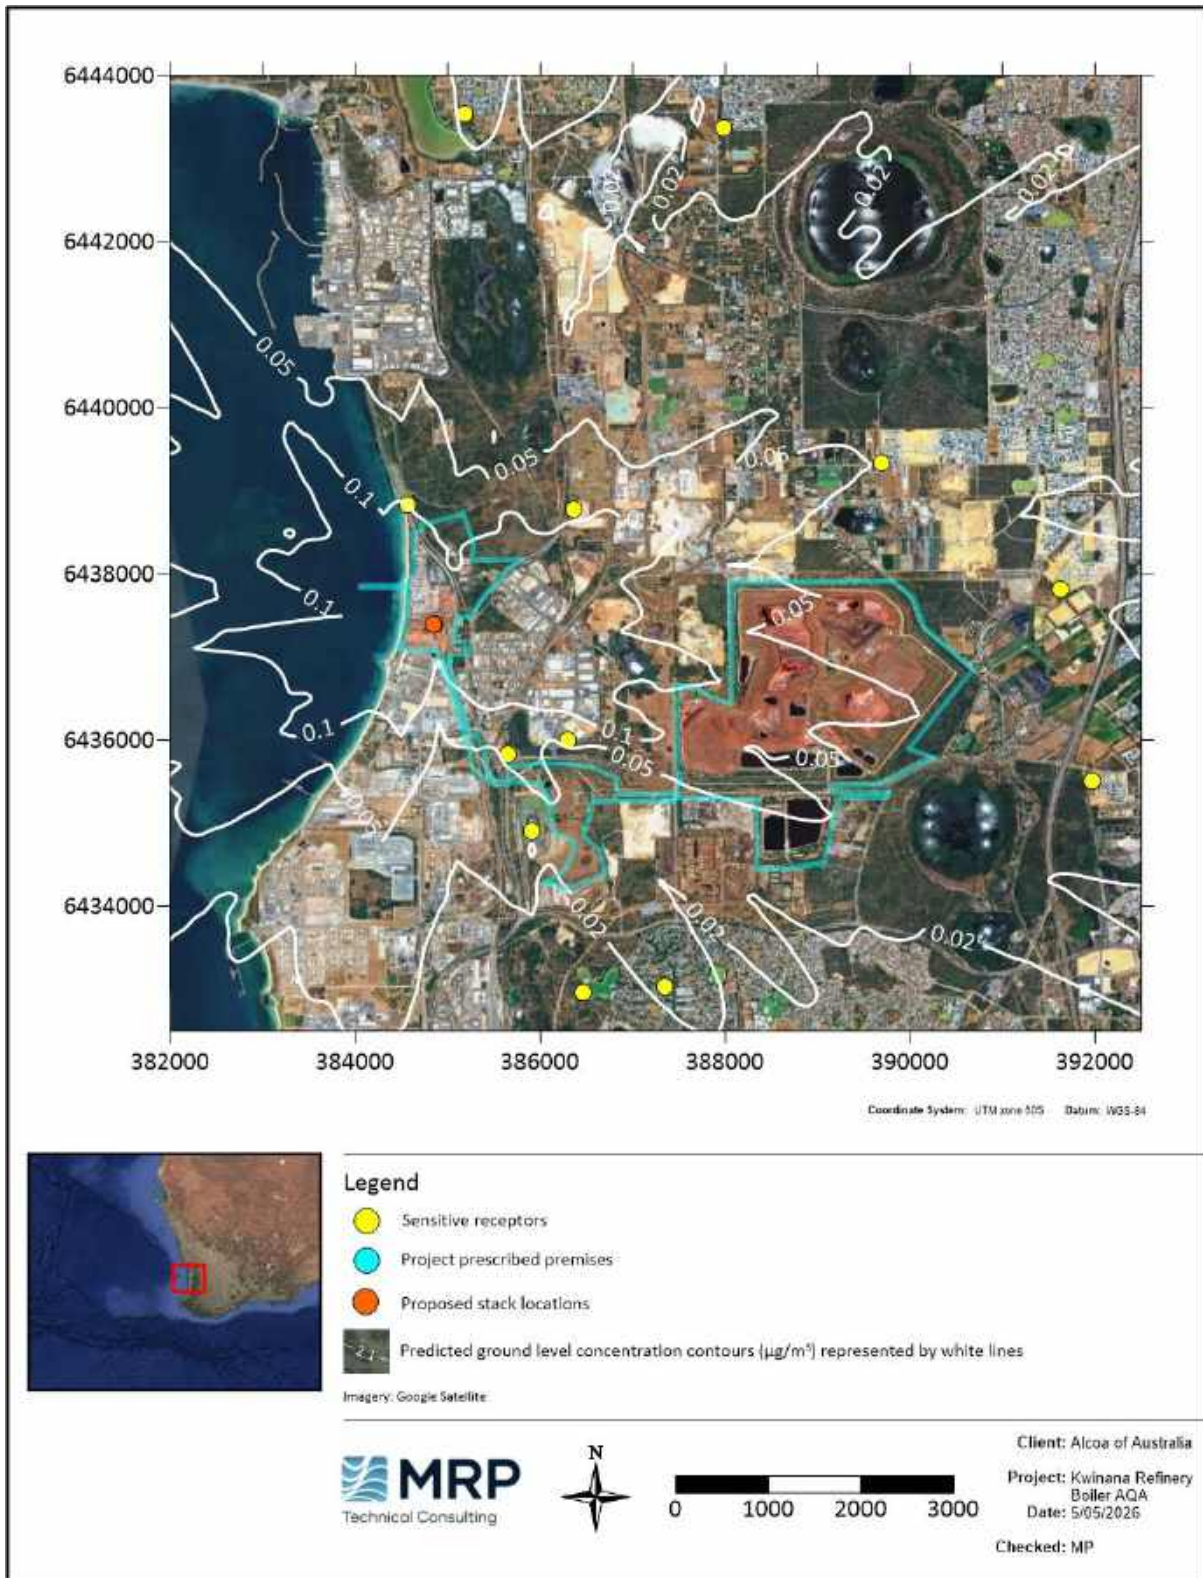 6444000
0.02
0.02
0.02
0.02
6442000
0.05
6440000
0.05
0.05
0.1
6438000
0.1
0.05
0.1
0.1
6436000
0.05
0.05
0.05
6434000
0.02
0.02
0.02
382000 384000 386000 388000 390000 392000
Coordinate System: UTM zone 50S Datum: WGS-84
Legend
Sensitive receptors
Project prescribed premises
Proposed stack locations
Predicted ground level concentration contours (µg/m³) represented by white lines
Imagery: Google Satellite
MRP
Technical Consulting
N
0 1000 2000 3000
Client: Alcoa of Australia
Project: Kwinana Refinery
Boiler AQA
Date: 5/05/2026
Checked: MP